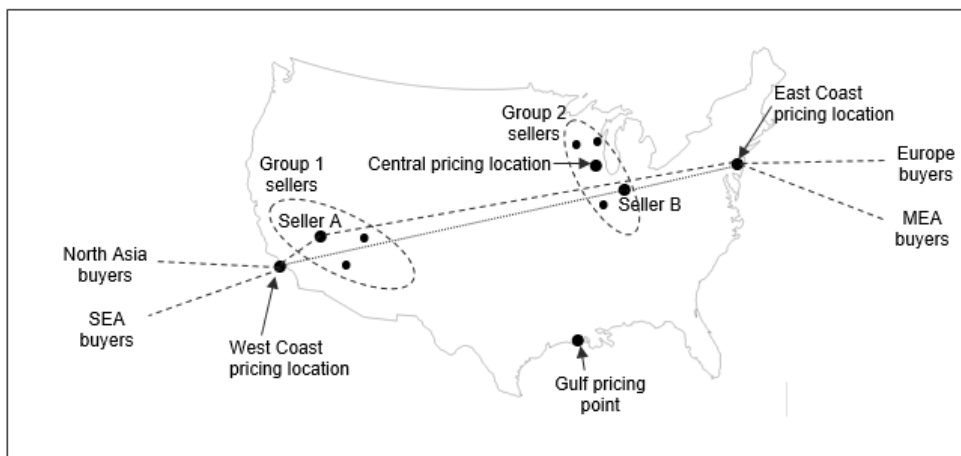 East Coast
pricing location
Group 2
sellers
Central pricing location
Europe
buyers
Group 1
sellers
Seller A
Seller B
MEA
buyers
North Asia
buyers
SEA
buyers
West Coast
pricing location
Gulf pricing
point